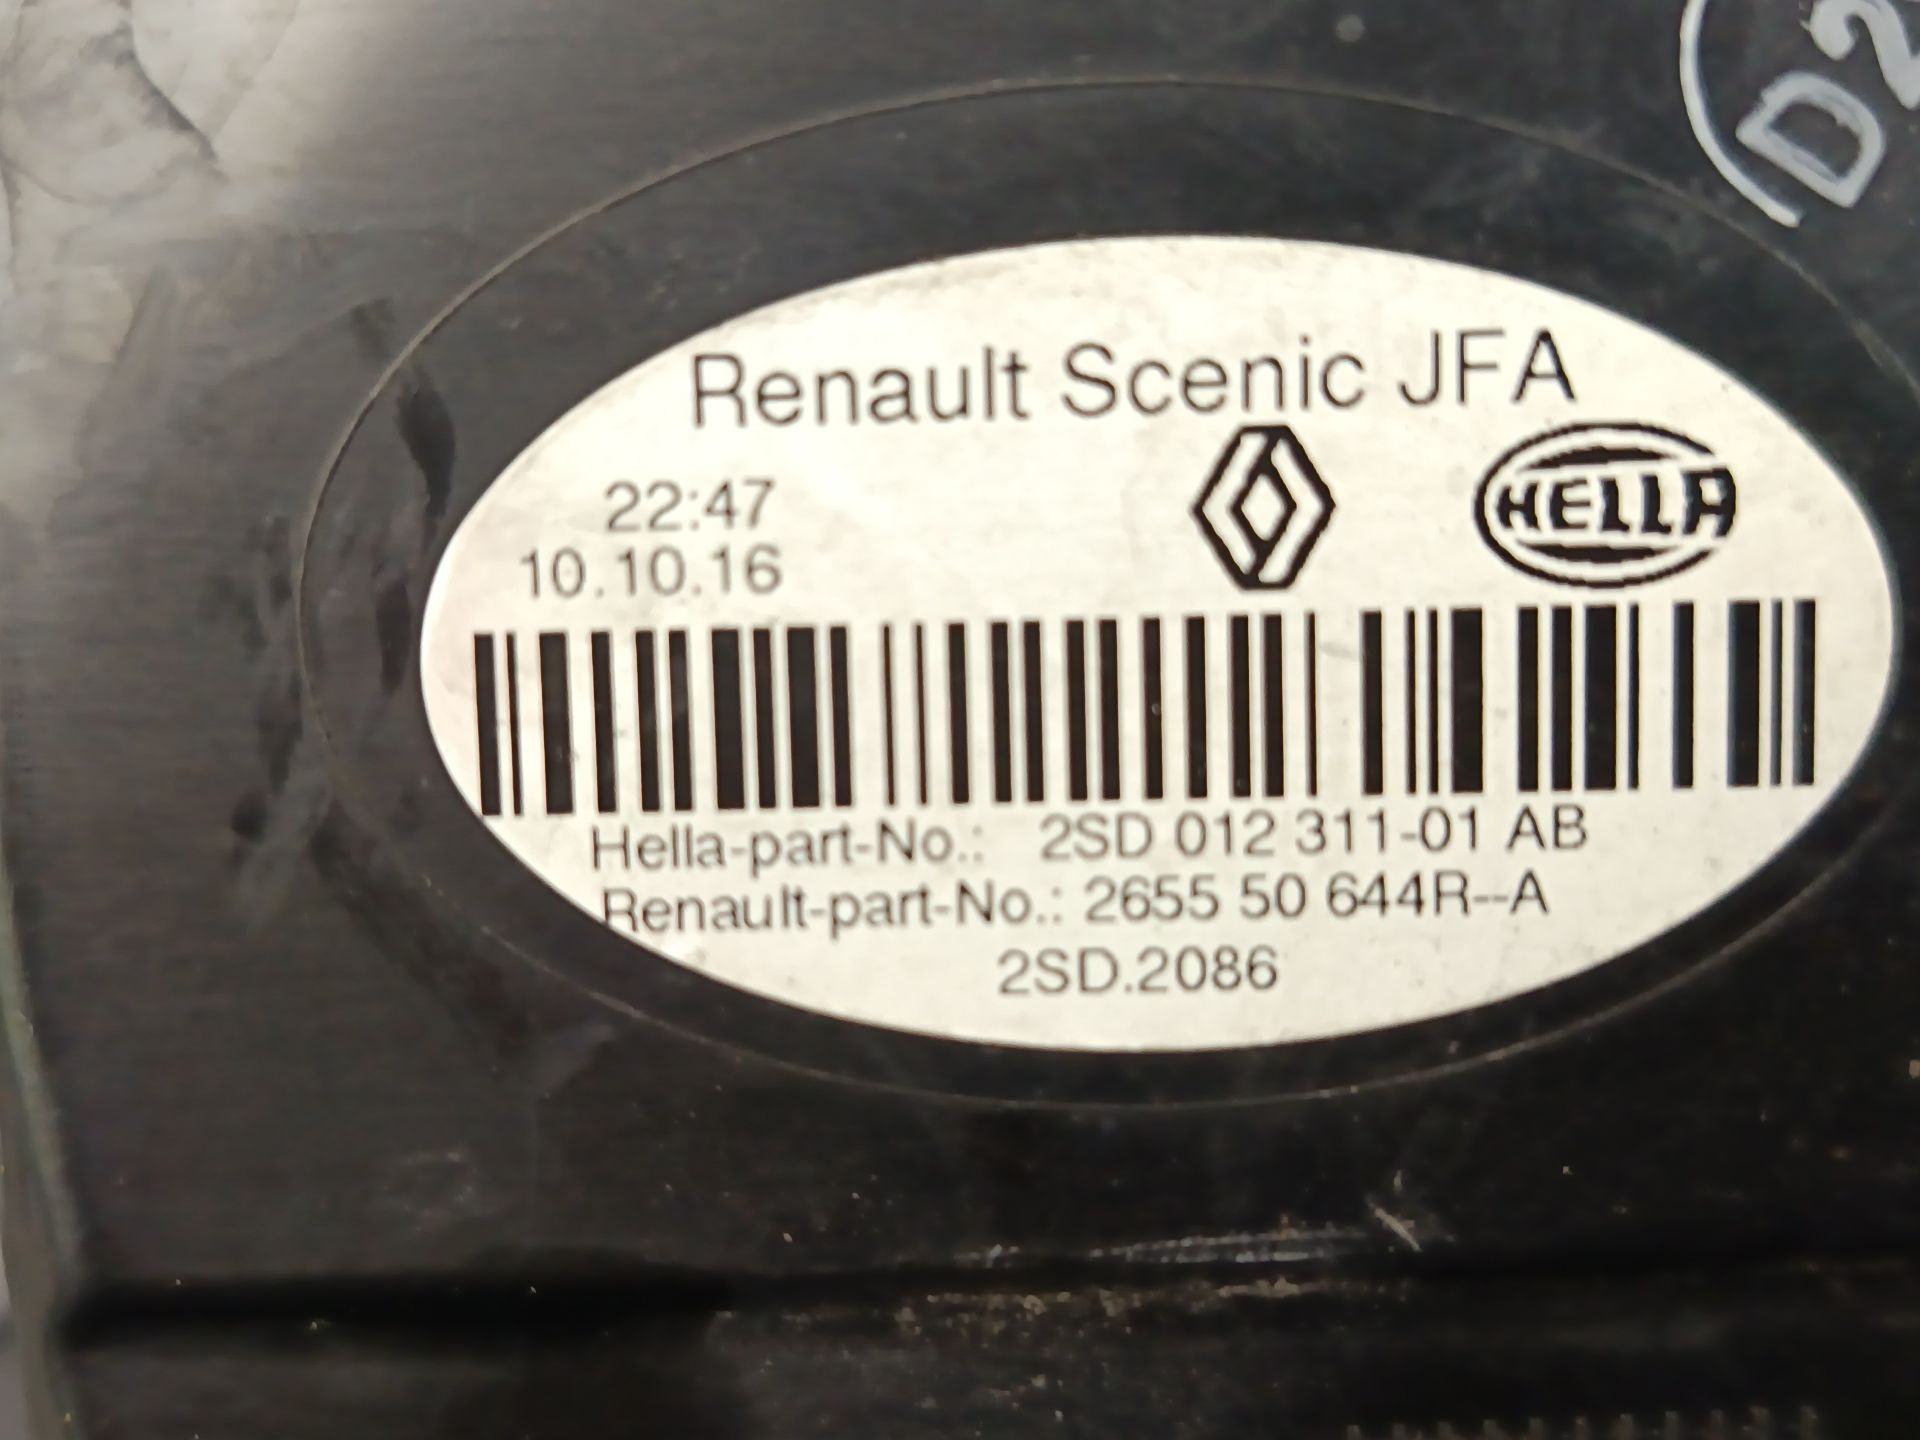 D2
Renault Scenic JFA
22:47
HELLA
10.10.16
Hella-part-No.: 2SD 012 311-01 AB
Renault-part-No.: 2655 50 644R--A
2SD.2086